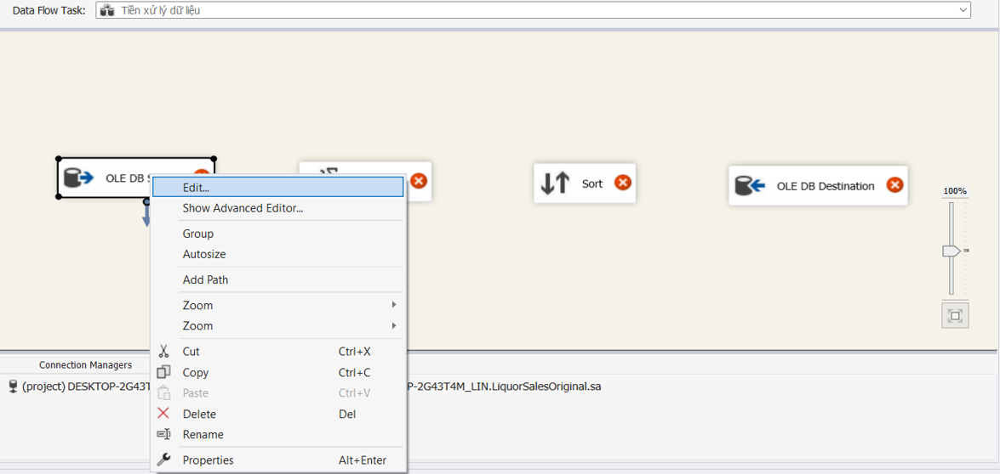 Data Flow Task: Tiền xử lý dữ liệu
OLE DB S
Sort
OLE DB Destination
100%
Edit...
Show Advanced Editor...
Group
Autosize
Add Path
Zoom
Zoom
Cut Ctrl+X
Copy Ctrl+C
Paste Ctrl+V
Delete Del
Rename
Properties Alt+Enter
Connection Managers
(project) DESKTOP-2G43T P-2G43T4M_LIN.LiquorSalesOriginal.sa